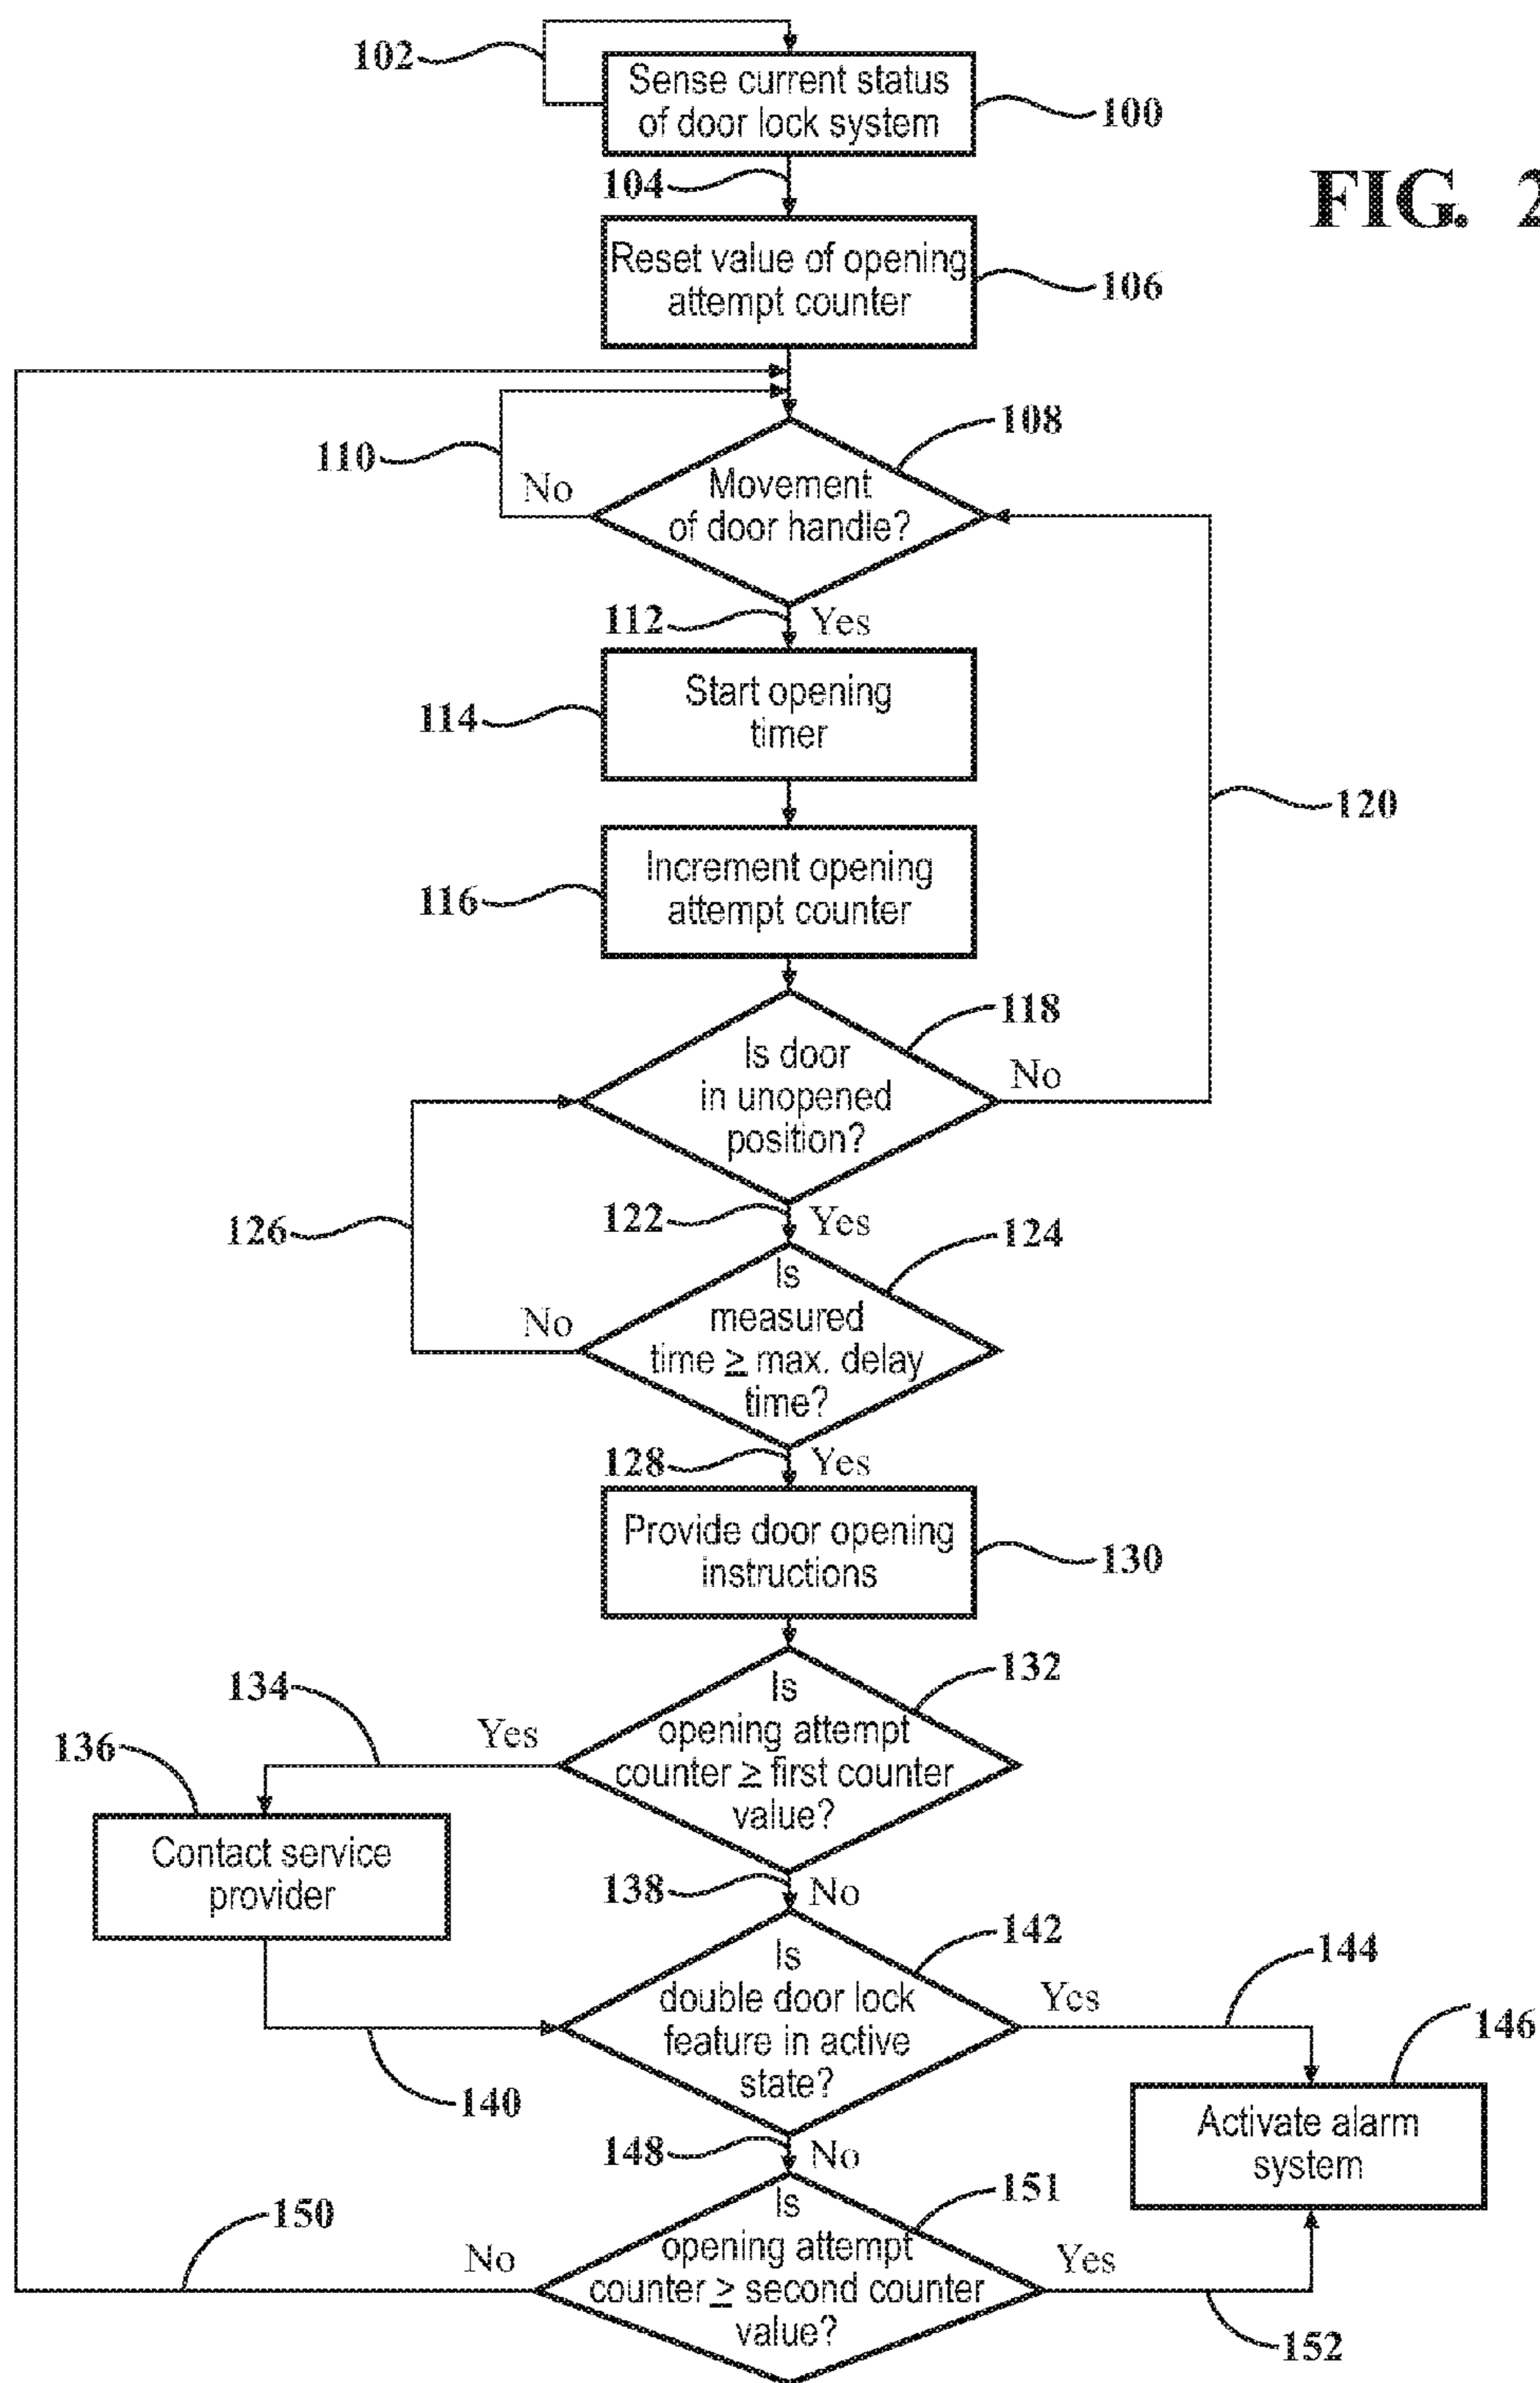 102
Sense current status
of door lock system
100
104
FIG. 2
Reset value of opening
attempt counter
106
108
110
No
Movement
of door handle?
112
Yes
114
Start opening
timer
120
116
Increment opening
attempt counter
118
Is door
in unopened
position?
No
122
Yes
126
124
Is
measured
time ≥ max. delay
time?
No
128
Yes
Provide door opening
instructions
130
132
134
Is
opening attempt
counter ≥ first counter
value?
Yes
136
Contact service
provider
138
No
142
144
Is
double door lock
feature in active
state?
Yes
146
140
Activate alarm
system
148
No
151
150
Is
opening attempt
counter ≥ second counter
value?
No
Yes
152